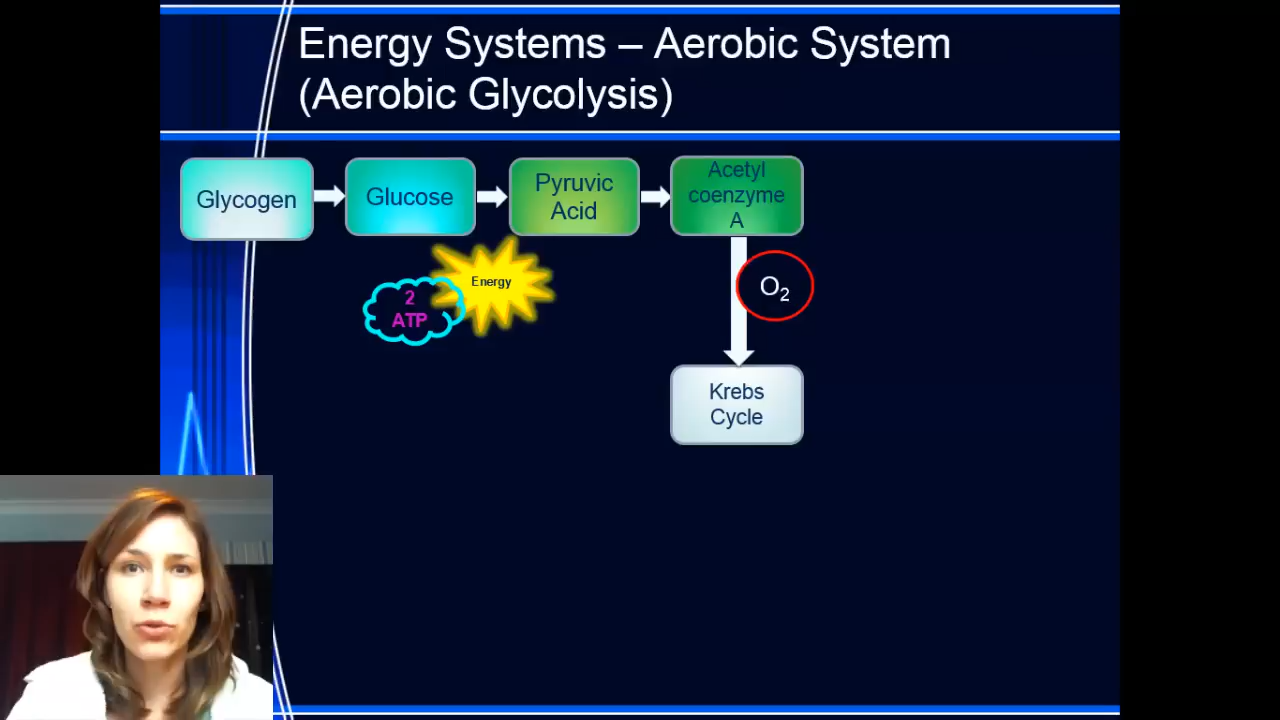 Energy Systems – Aerobic System
(Aerobic Glycolysis)
Glycogen
Glucose
Pyruvic
Acid
Acetyl
coenzyme
A
Energy
2
ATP
O₂
Krebs
Cycle